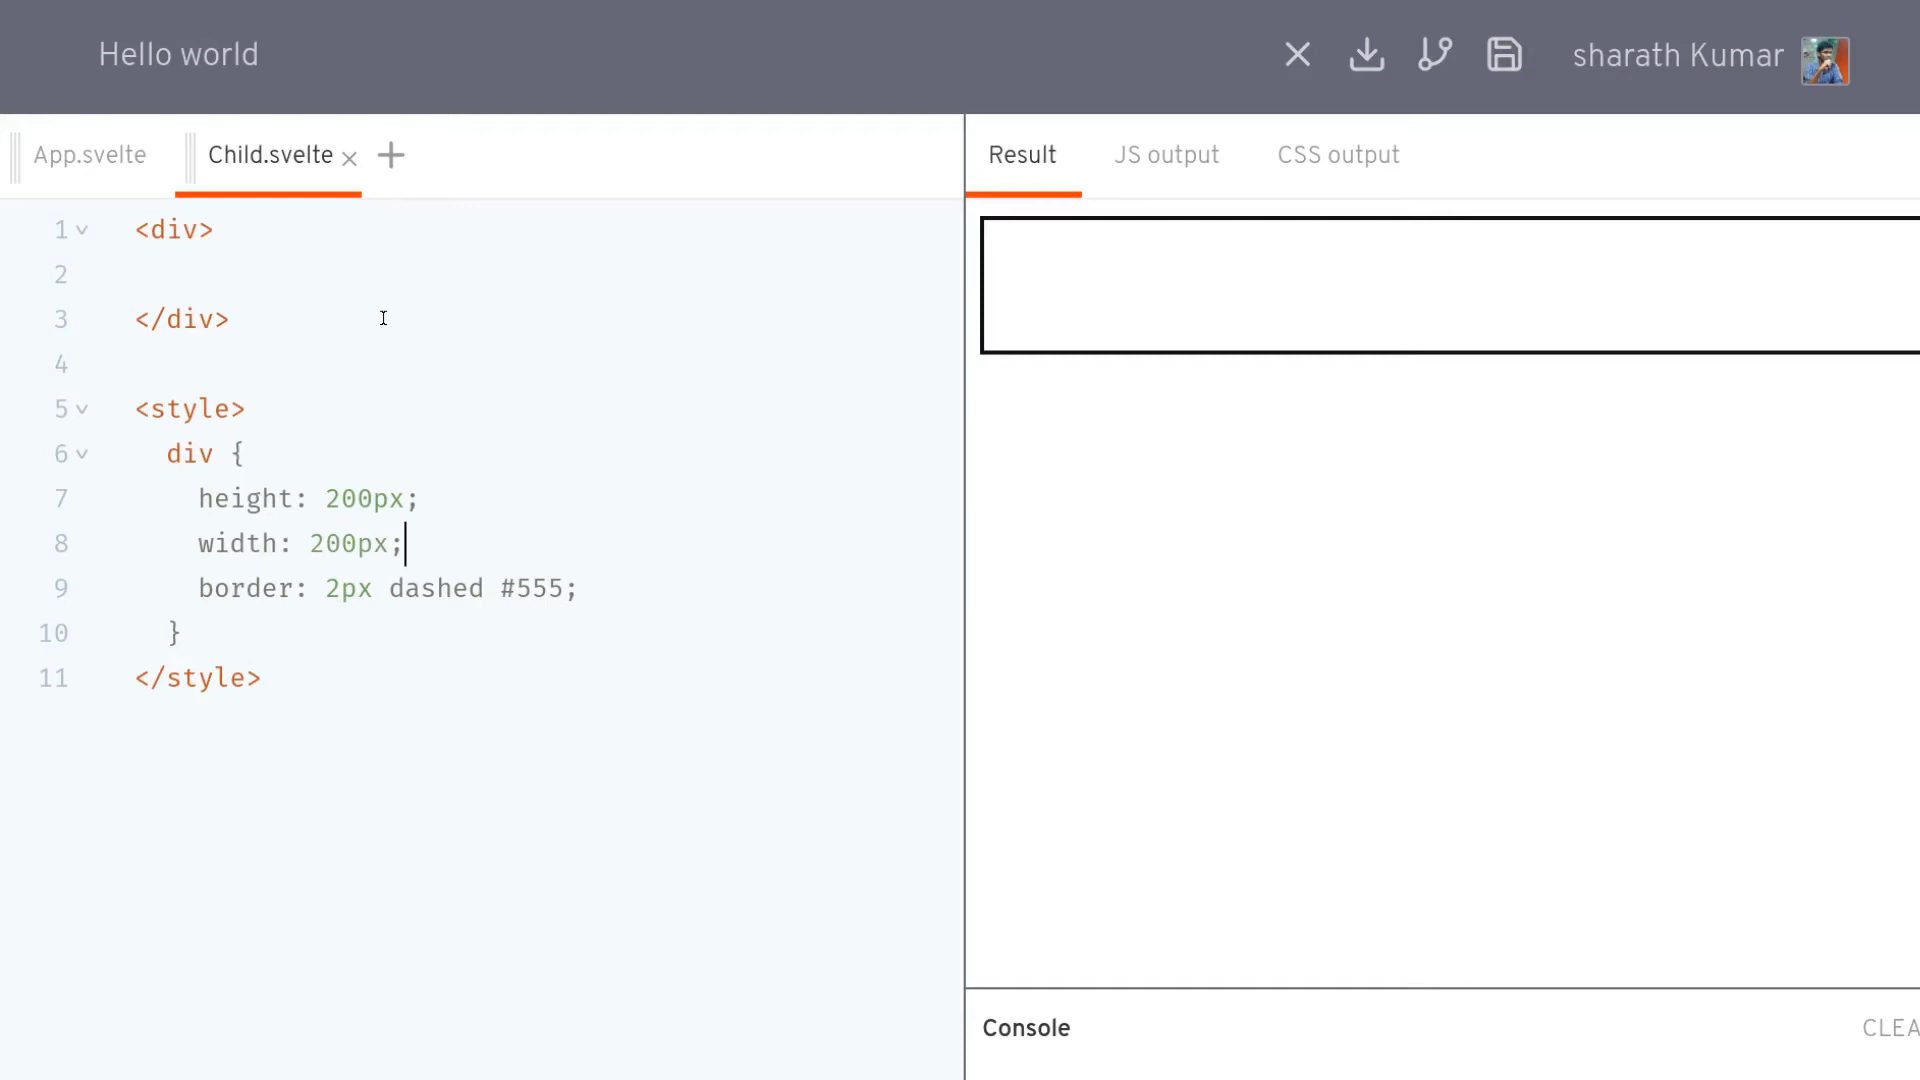 Hello world
sharath Kumar
App.svelte
Child.svelte
Result
JS output
CSS output
1 <div>
2
3 </div>
4
5 <style>
6 div {
7 height: 200px;
8 width: 200px;
9 border: 2px dashed #555;
10 }
11 </style>
Console
CLEA